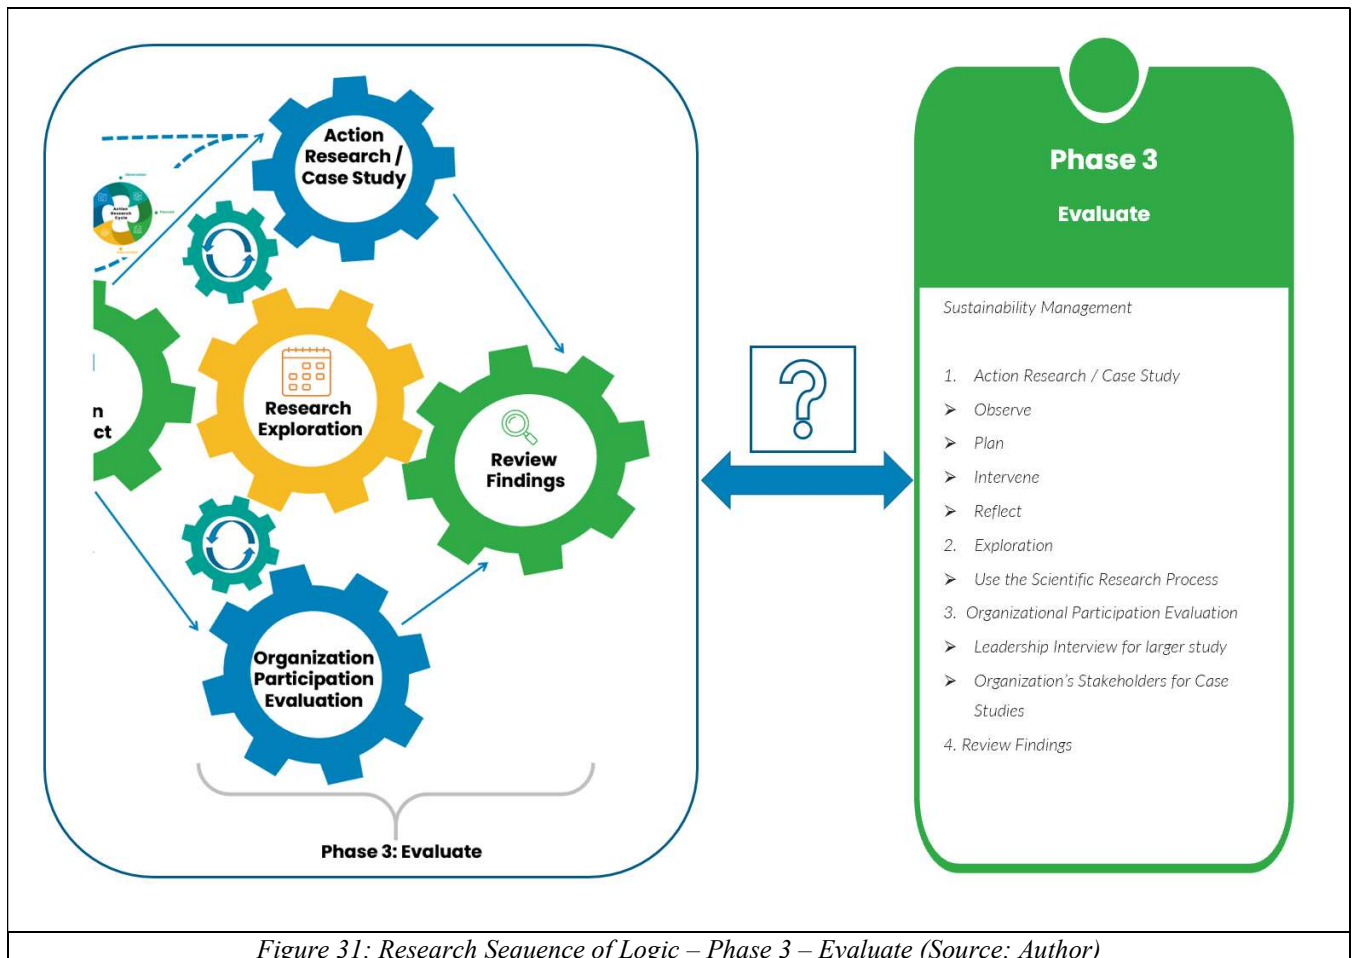 Action
Research /
Case Study
Action
Research
Cycle
n
ct
Research
Exploration
Review
Findings
Organization
Participation
Evaluation
Phase 3: Evaluate
Phase 3
Evaluate
Sustainability Management
1. Action Research / Case Study
➢ Observe
➢ Plan
➢ Intervene
➢ Reflect
2. Exploration
➢ Use the Scientific Research Process
3. Organizational Participation Evaluation
➢ Leadership Interview for larger study
➢ Organization's Stakeholders for Case
Studies
4. Review Findings
Figure 31: Research Sequence of Logic – Phase 3 – Evaluate (Source: Author)